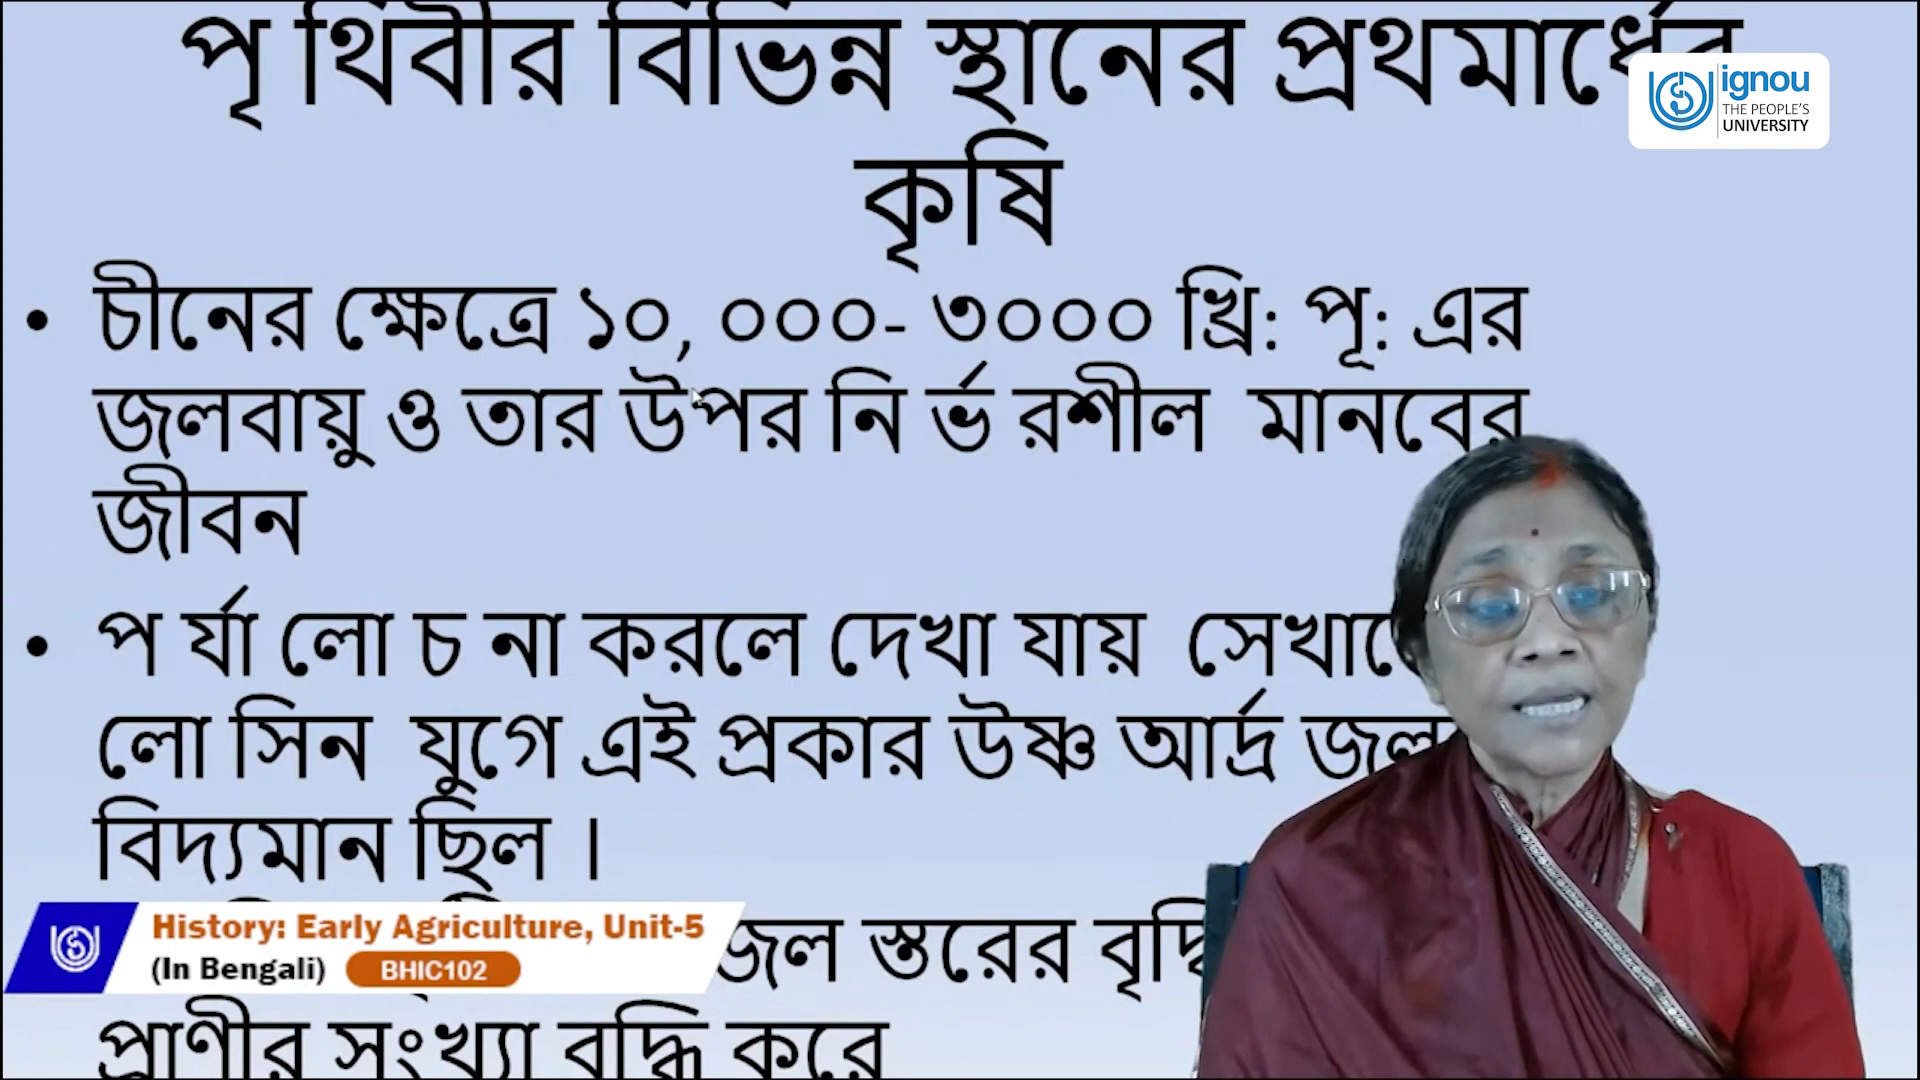 পৃ থিবীর বিভিন্ন স্থানের প্রথমার্ধের
কৃষি
ignou
THE PEOPLE'S
UNIVERSITY
• চীনের ক্ষেত্রে ১০, ০০০- ৩০০০ খ্রি: পূ: এর
জলবায়ু ও তার উপর নি র্ভ রশীল মানবের
জীবন
• প র্যা লো চ না করলে দেখা যায়
লো সিন যুগে এই প্রকার উষ্ণ আর্দ্র
বিদ্যমান ছিল ।
জল স্তরের
প্রাণীর সংখ্যা বৃদ্ধি করে
History: Early Agriculture, Unit-5
(In Bengali) BHIC102